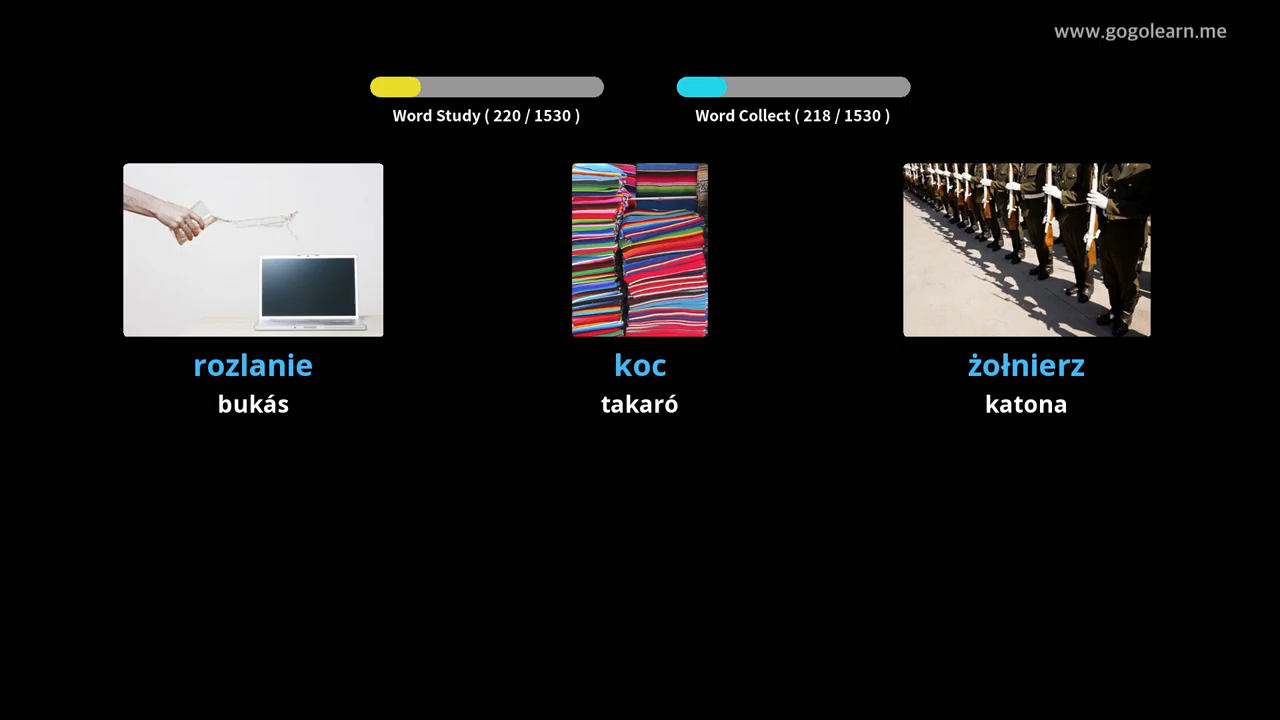 www.gogolearn.me
Word Study ( 220 / 1530 )
Word Collect ( 218 / 1530 )
rozlanie
koc
żołnierz
bukás
takaró
katona